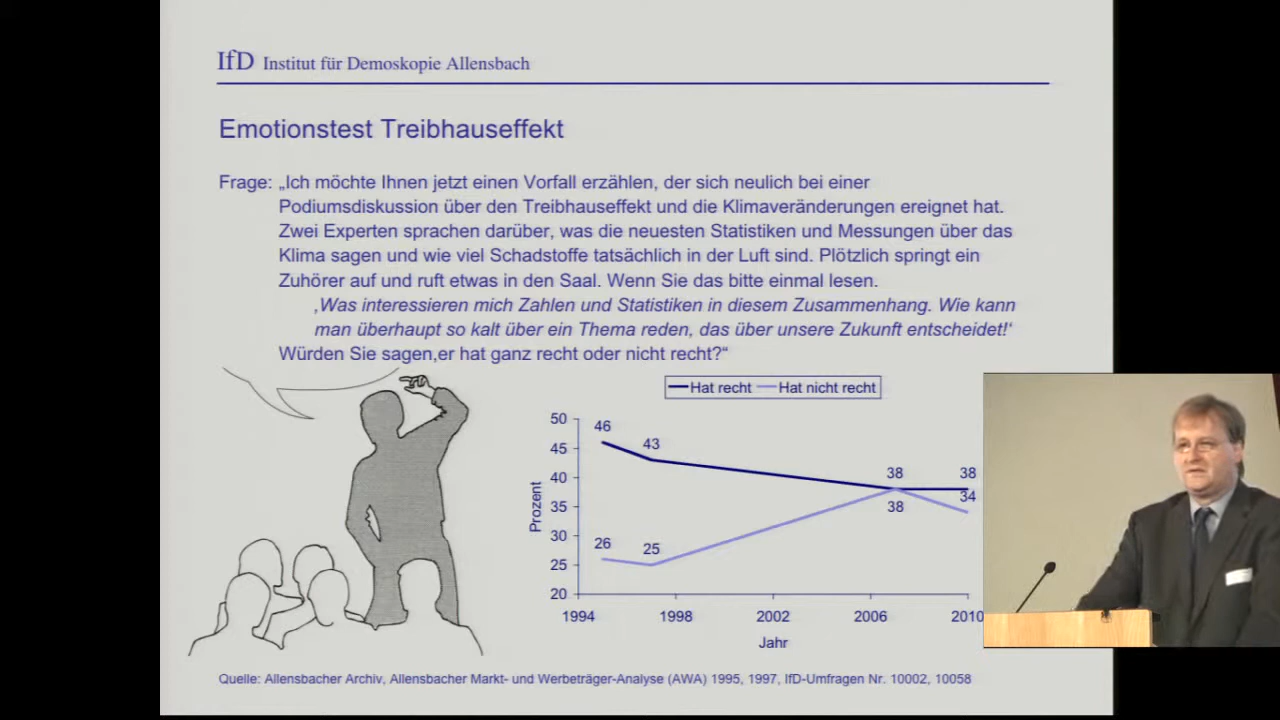 IfD Institut für Demoskopie Allensbach
Emotionstest Treibhauseffekt
Frage: „Ich möchte Ihnen jetzt einen Vorfall erzählen, der sich neulich bei einer
Podiumsdiskussion über den Treibhauseffekt und die Klimaveränderungen ereignet hat.
Zwei Experten sprachen darüber, was die neuesten Statistiken und Messungen über das
Klima sagen und wie viel Schadstoffe tatsächlich in der Luft sind. Plötzlich springt ein
Zuhörer auf und ruft etwas in den Saal. Wenn Sie das bitte einmal lesen.
‚Was interessieren mich Zahlen und Statistiken in diesem Zusammenhang. Wie kann
man überhaupt so kalt über ein Thema reden, das über unsere Zukunft entscheidet!‘
Würden Sie sagen,er hat ganz recht oder nicht recht?“
Hat recht Hat nicht recht
50
45
40
35
30
25
20
Prozent
46
43
38
38
26
25
38
34
1994 1998 2002 2006 2010
Jahr
Quelle: Allensbacher Archiv, Allensbacher Markt- und Werbeträger-Analyse (AWA) 1995, 1997, IfD-Umfragen Nr. 10002, 10058